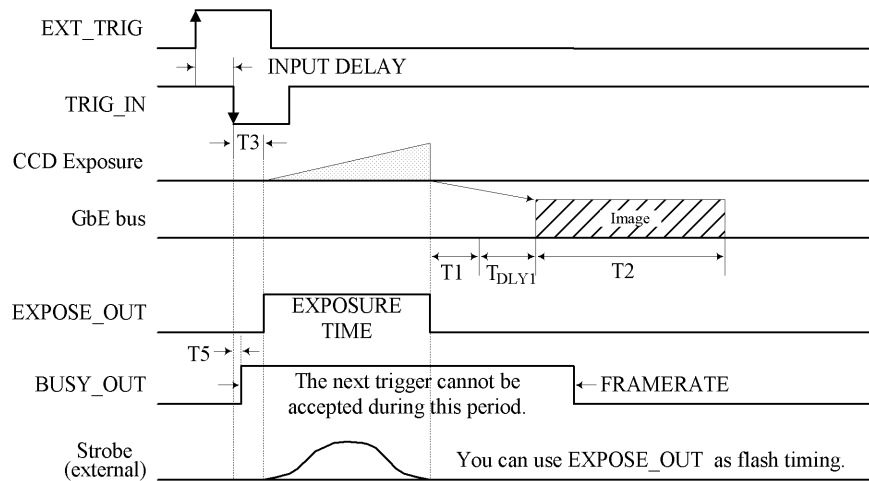 EXT_TRIG
INPUT DELAY
TRIG_IN
T3
CCD Exposure
Image
GbE bus
T1
TDLY1
T2
EXPOSE_OUT
EXPOSURE
TIME
T5
BUSY_OUT
The next trigger cannot be
accepted during this period.
FRAMERATE
Strobe
(external)
You can use EXPOSE_OUT as flash timing.